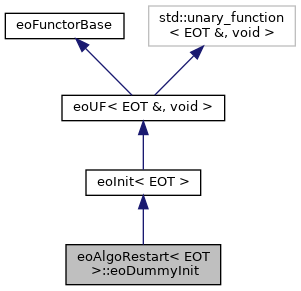 eoFunctorBase
std::unary_function
< EOT &, void >
eoUF< EOT &, void >
eoInit< EOT >
eoAlgoRestart< EOT
>::eoDummyInit